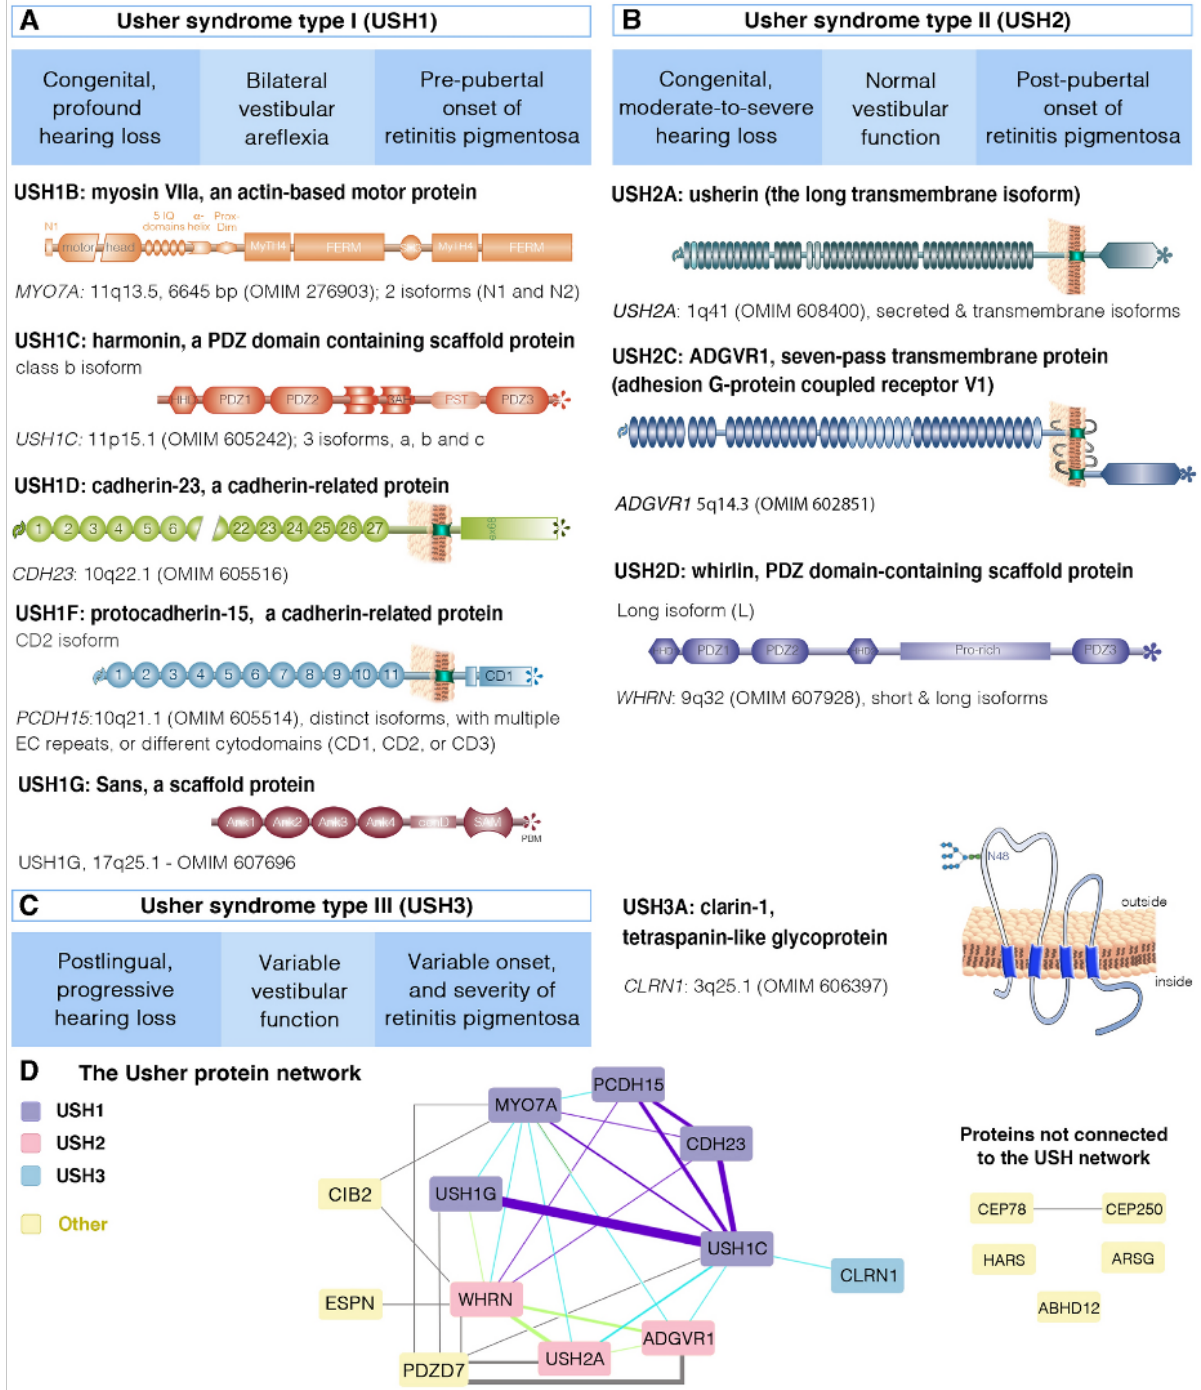 A Usher syndrome type I (USH1)
Congenital,
profound
hearing loss
Bilateral
vestibular
areflexia
Pre-pubertal
onset of
retinitis pigmentosa
USH1B: myosin VIIa, an actin-based motor protein
N1
motor
head
5 IQ
domains
α-
helix
Prox-
Dim
MyTH4
FERM
SH3
MyTH4
FERM
MYO7A: 11q13.5, 6645 bp (OMIM 276903); 2 isoforms (N1 and N2)
USH1C: harmonin, a PDZ domain containing scaffold protein
class b isoform
PDZ1
PDZ2
PST
PDZ3
USH1C: 11p15.1 (OMIM 605242); 3 isoforms, a, b and c
USH1D: cadherin-23, a cadherin-related protein
1 2 3 4 5 6 22 23 24 25 26 27
ex68
CDH23: 10q22.1 (OMIM 605516)
USH1F: protocadherin-15, a cadherin-related protein
CD2 isoform
1 2 3 4 5 6 7 8 9 10 11
CD1
PCDH15:10q21.1 (OMIM 605514), distinct isoforms, with multiple
EC repeats, or different cytodomains (CD1, CD2, or CD3)
USH1G: Sans, a scaffold protein
Ank1 Ank2 Ank3 Ank4 SAM
PBM
USH1G, 17q25.1 - OMIM 607696
B Usher syndrome type II (USH2)
Congenital,
moderate-to-severe
hearing loss
Normal
vestibular
function
Post-pubertal
onset of
retinitis pigmentosa
USH2A: usherin (the long transmembrane isoform)
USH2A: 1q41 (OMIM 608400), secreted & transmembrane isoforms
USH2C: ADGVR1, seven-pass transmembrane protein
(adhesion G-protein coupled receptor V1)
ADGVR1 5q14.3 (OMIM 602851)
USH2D: whirlin, PDZ domain-containing scaffold protein
Long isoform (L)
PDZ1
PDZ2
Pro-rich
PDZ3
WHRN: 9q32 (OMIM 607928), short & long isoforms
C Usher syndrome type III (USH3)
Postlingual,
progressive
hearing loss
Variable
vestibular
function
Variable onset,
and severity of
retinitis pigmentosa
USH3A: clarin-1,
tetraspanin-like glycoprotein
CLRN1: 3q25.1 (OMIM 606397)
N48
outside
inside
D The Usher protein network
USH1
USH2
USH3
Other
PCDH15
MYO7A
CDH23
CIB2
USH1G
USH1C
CLRN1
WHRN
ESPN
ADGVR1
USH2A
PDZD7
Proteins not connected
to the USH network
CEP78
CEP250
HARS
ARSG
ABHD12